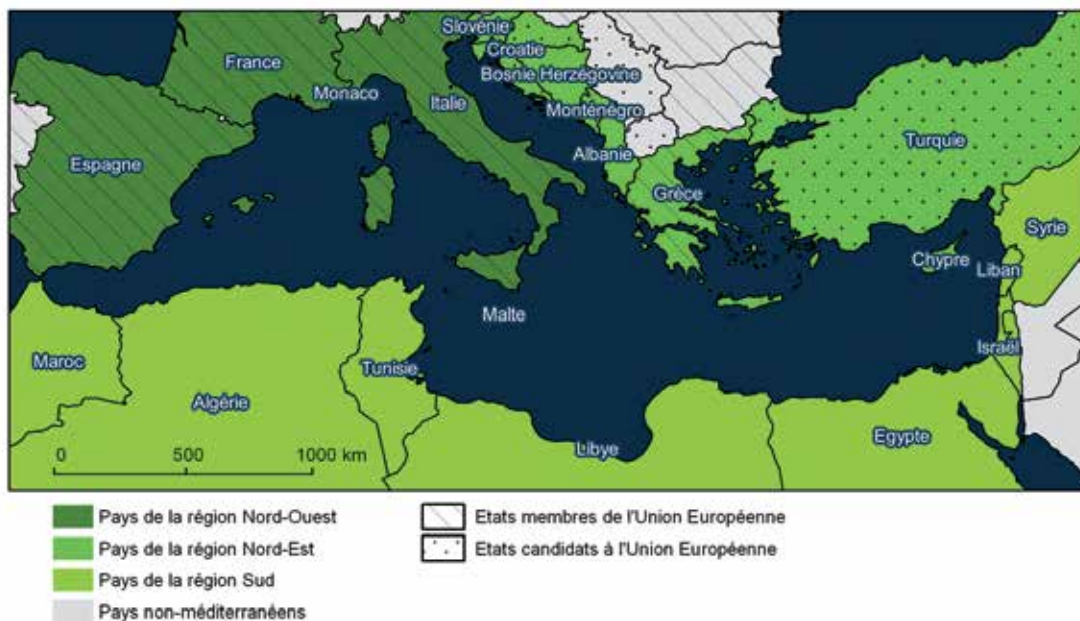 Slovénie
Croatie
France
Bosnie Herzégovine
Monaco
Italie
Monténégro
Turquie
Espagne
Albanie
Grèce
Syrie
Chypre
Liban
Malte
Israël
Maroc
Tunisie
Algérie
Egypte
Libye
0 500 1000 km
Pays de la région Nord-Ouest
Etats membres de l'Union Européenne
Pays de la région Nord-Est
Etats candidats à l'Union Européenne
Pays de la région Sud
Pays non-méditerranéens